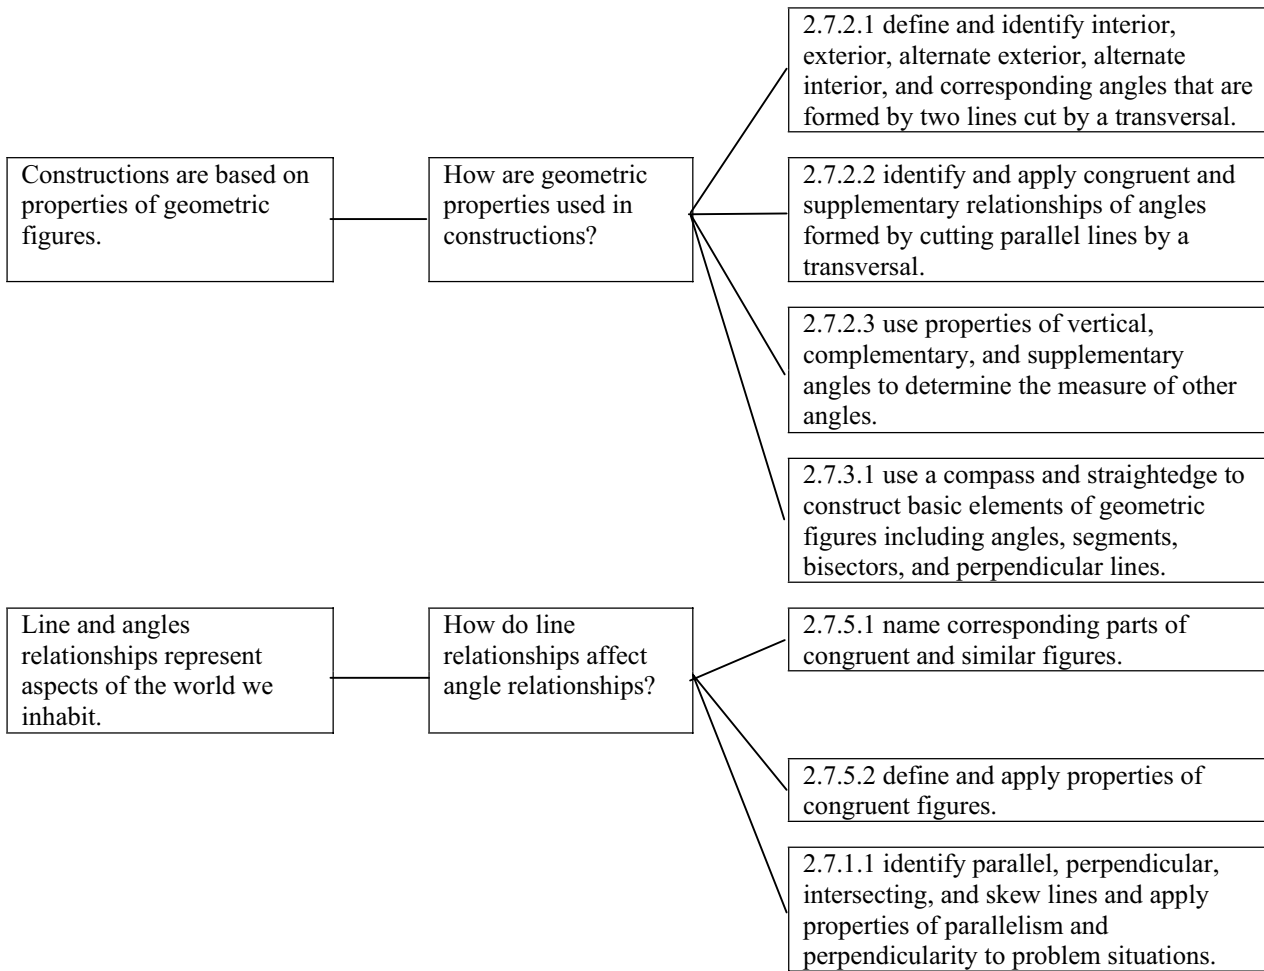 2.7.2.1 define and identify interior,
exterior, alternate exterior, alternate
interior, and corresponding angles that are
formed by two lines cut by a transversal.
Constructions are based on
properties of geometric
figures.
How are geometric
properties used in
constructions?
2.7.2.2 identify and apply congruent and
supplementary relationships of angles
formed by cutting parallel lines by a
transversal.
2.7.2.3 use properties of vertical,
complementary, and supplementary
angles to determine the measure of other
angles.
2.7.3.1 use a compass and straightedge to
construct basic elements of geometric
figures including angles, segments,
bisectors, and perpendicular lines.
Line and angles
relationships represent
aspects of the world we
inhabit.
How do line
relationships affect
angle relationships?
2.7.5.1 name corresponding parts of
congruent and similar figures.
2.7.5.2 define and apply properties of
congruent figures.
2.7.1.1 identify parallel, perpendicular,
intersecting, and skew lines and apply
properties of parallelism and
perpendicularity to problem situations.